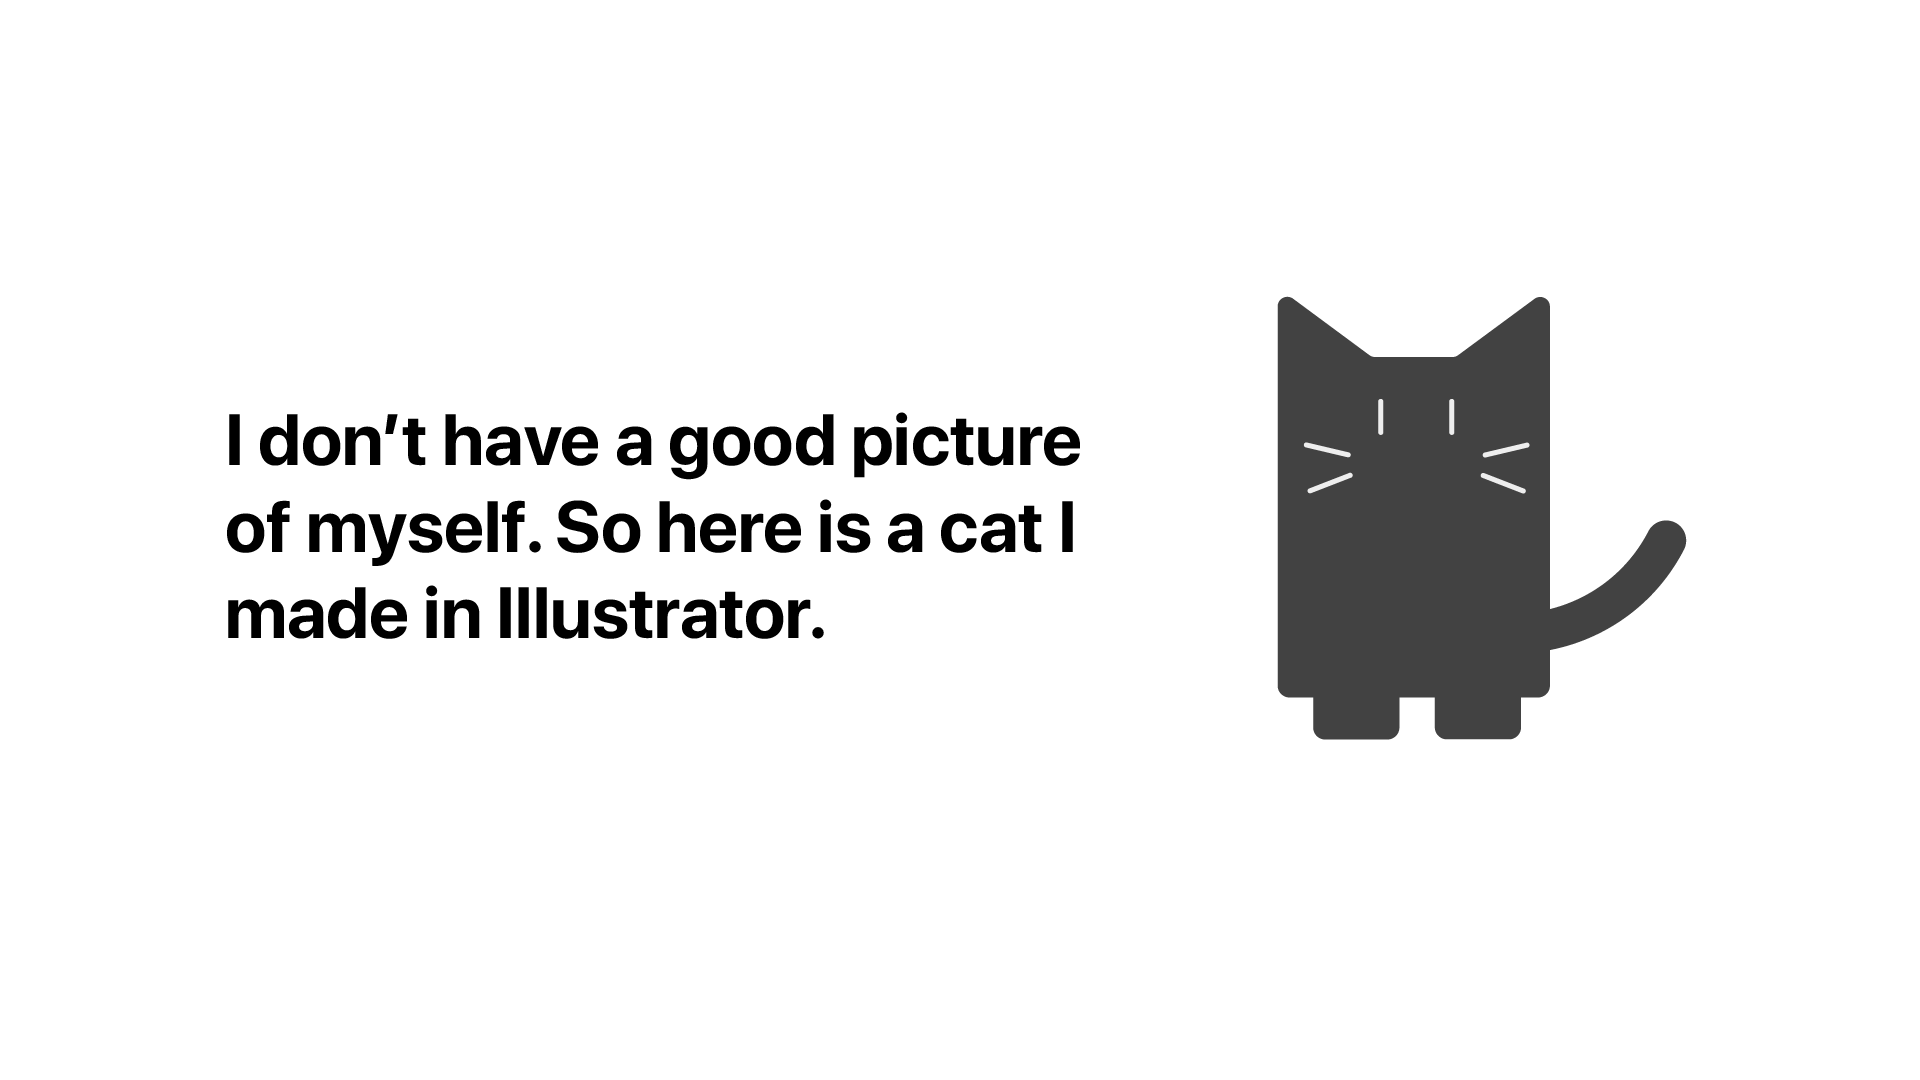 I don’t have a good picture
of myself. So here is a cat I
made in Illustrator.